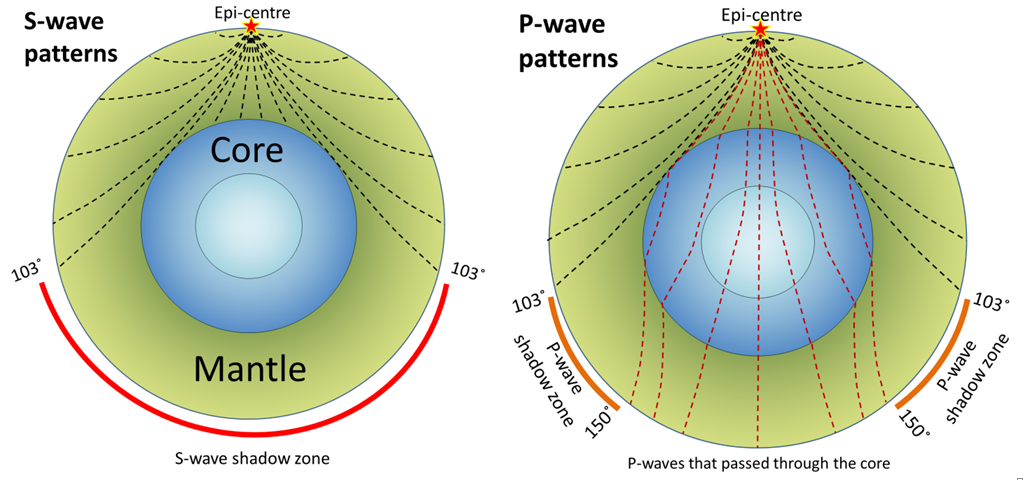 S-wave
patterns
Epi-centre
Core
Mantle
103˚
103˚
S-wave shadow zone
P-wave
patterns
Epi-centre
103˚
103˚
P-wave
shadow zone
P-wave
shadow zone
150˚
150˚
P-waves that passed through the core